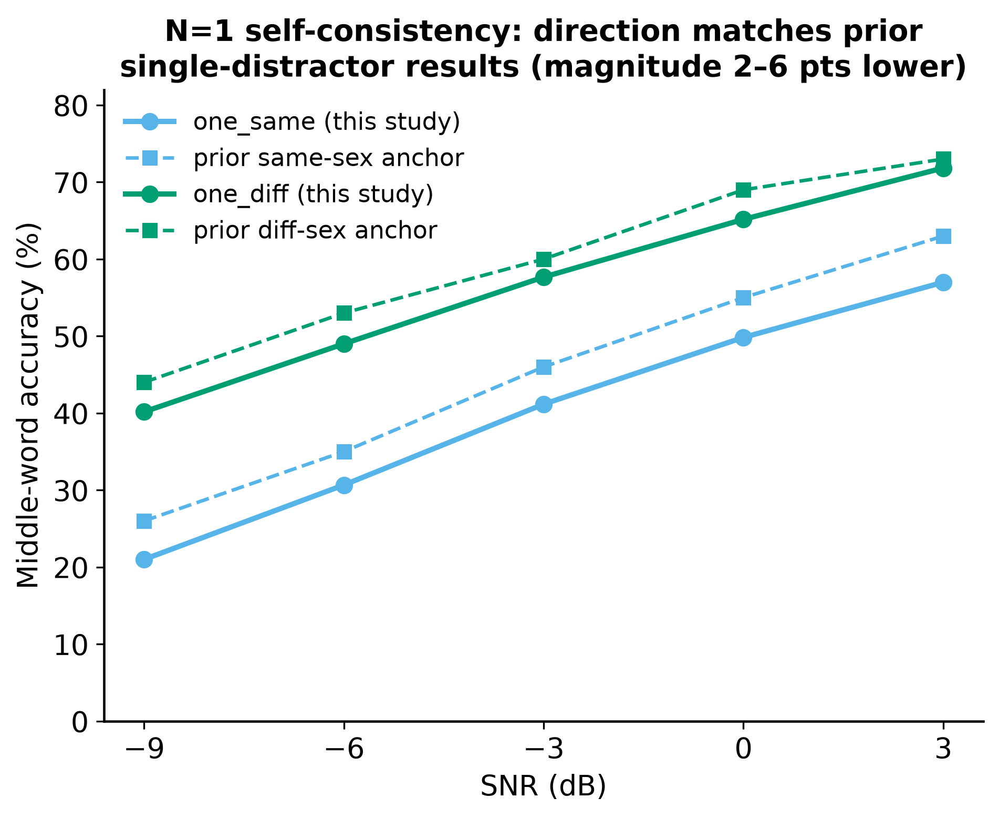 N=1 self-consistency: direction matches prior
single-distractor results (magnitude 2–6 pts lower)
80
70
60
50
40
30
20
10
0
Middle-word accuracy (%)
one_same (this study)
prior same-sex anchor
one_diff (this study)
prior diff-sex anchor
−9 −6 −3 0 3
SNR (dB)